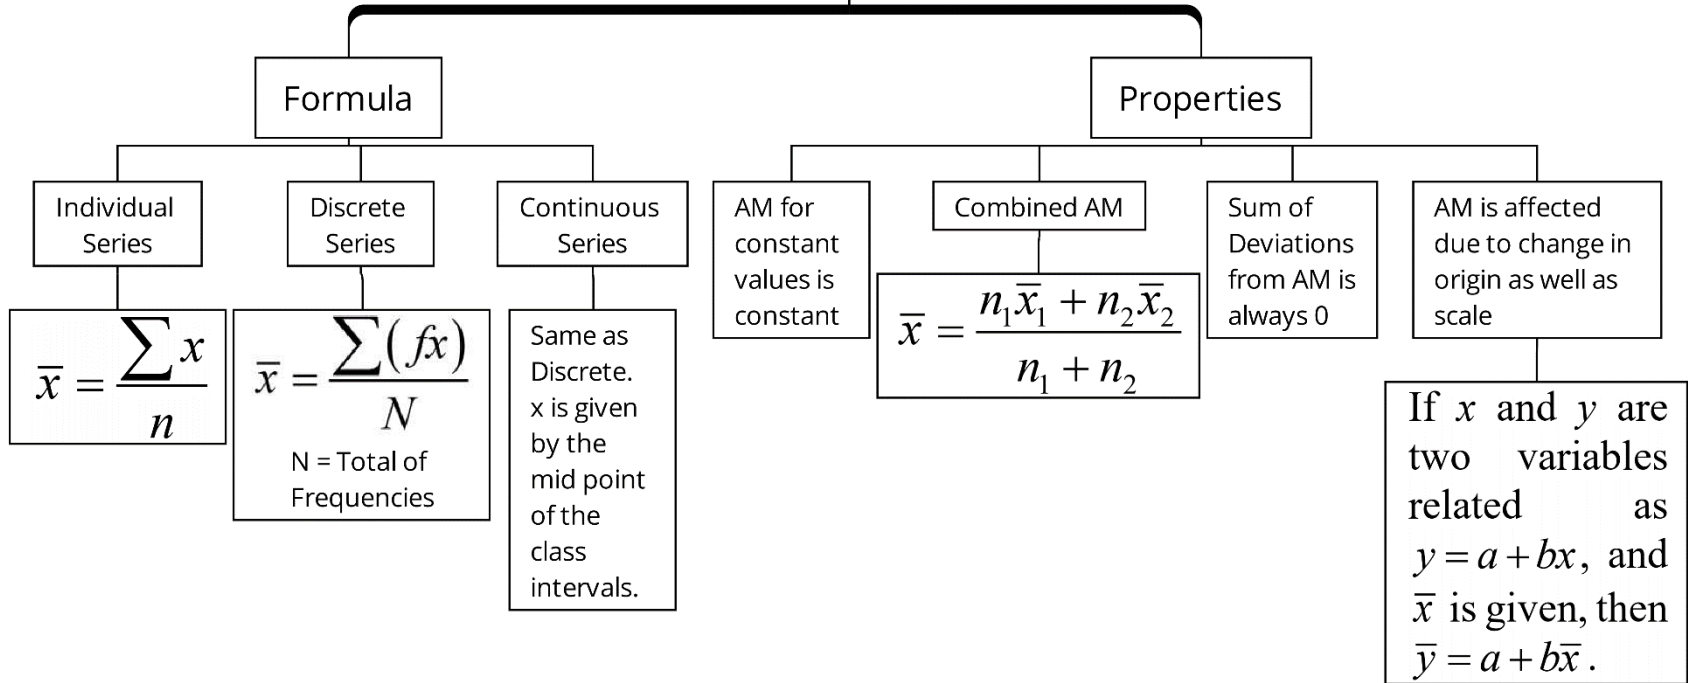 Formula
Individual
Series
x̄ = ∑x / n
Discrete
Series
x̄ = ∑(fx) / N
N = Total of
Frequencies
Continuous
Series
Same as
Discrete.
x is given
by the
mid point
of the
class
intervals.
Properties
AM for
constant
values is
constant
Combined AM
x̄ = (n₁x̄₁ + n₂x̄₂) / (n₁ + n₂)
Sum of
Deviations
from AM is
always 0
AM is affected
due to change in
origin as well as
scale
If x and y are
two variables
related as
y = a + bx, and
x̄ is given, then
ȳ = a + bx̄.